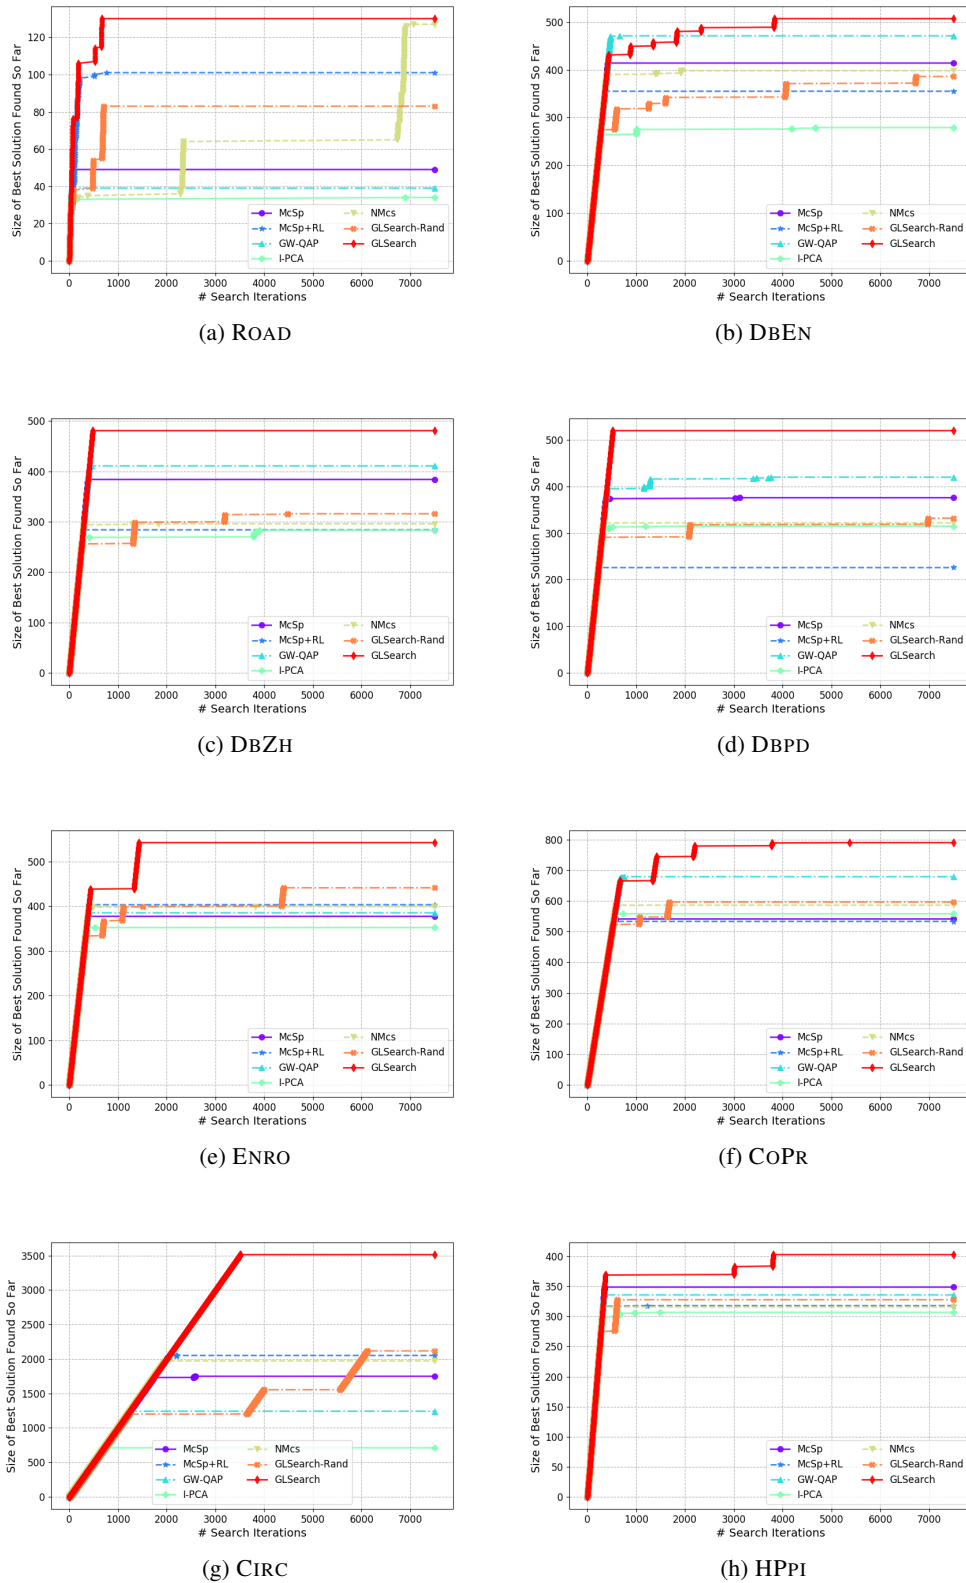 Size of Best Solution Found So Far
120
100
80
60
40
20
0
0 1000 2000 3000 4000 5000 6000 7000
# Search Iterations
McSp NMcs
McSp+RL GLSearch-Rand
GW-QAP GLSearch
I-PCA
(a) ROAD
Size of Best Solution Found So Far
500
400
300
200
100
0
0 1000 2000 3000 4000 5000 6000 7000
# Search Iterations
McSp NMcs
McSp+RL GLSearch-Rand
GW-QAP GLSearch
I-PCA
(b) DBEN
Size of Best Solution Found So Far
500
400
300
200
100
0
0 1000 2000 3000 4000 5000 6000 7000
# Search Iterations
McSp NMcs
McSp+RL GLSearch-Rand
GW-QAP GLSearch
I-PCA
(c) DBZH
Size of Best Solution Found So Far
500
400
300
200
100
0
0 1000 2000 3000 4000 5000 6000 7000
# Search Iterations
McSp NMcs
McSp+RL GLSearch-Rand
GW-QAP GLSearch
I-PCA
(d) DBPD
Size of Best Solution Found So Far
500
400
300
200
100
0
0 1000 2000 3000 4000 5000 6000 7000
# Search Iterations
McSp NMcs
McSp+RL GLSearch-Rand
GW-QAP GLSearch
I-PCA
(e) ENRO
Size of Best Solution Found So Far
800
700
600
500
400
300
200
100
0
0 1000 2000 3000 4000 5000 6000 7000
# Search Iterations
McSp NMcs
McSp+RL GLSearch-Rand
GW-QAP GLSearch
I-PCA
(f) COPR
Size of Best Solution Found So Far
3500
3000
2500
2000
1500
1000
500
0
0 1000 2000 3000 4000 5000 6000 7000
# Search Iterations
McSp NMcs
McSp+RL GLSearch-Rand
GW-QAP GLSearch
I-PCA
(g) CIRC
Size of Best Solution Found So Far
400
350
300
250
200
150
100
50
0
0 1000 2000 3000 4000 5000 6000 7000
# Search Iterations
McSp NMcs
McSp+RL GLSearch-Rand
GW-QAP GLSearch
I-PCA
(h) HPPI